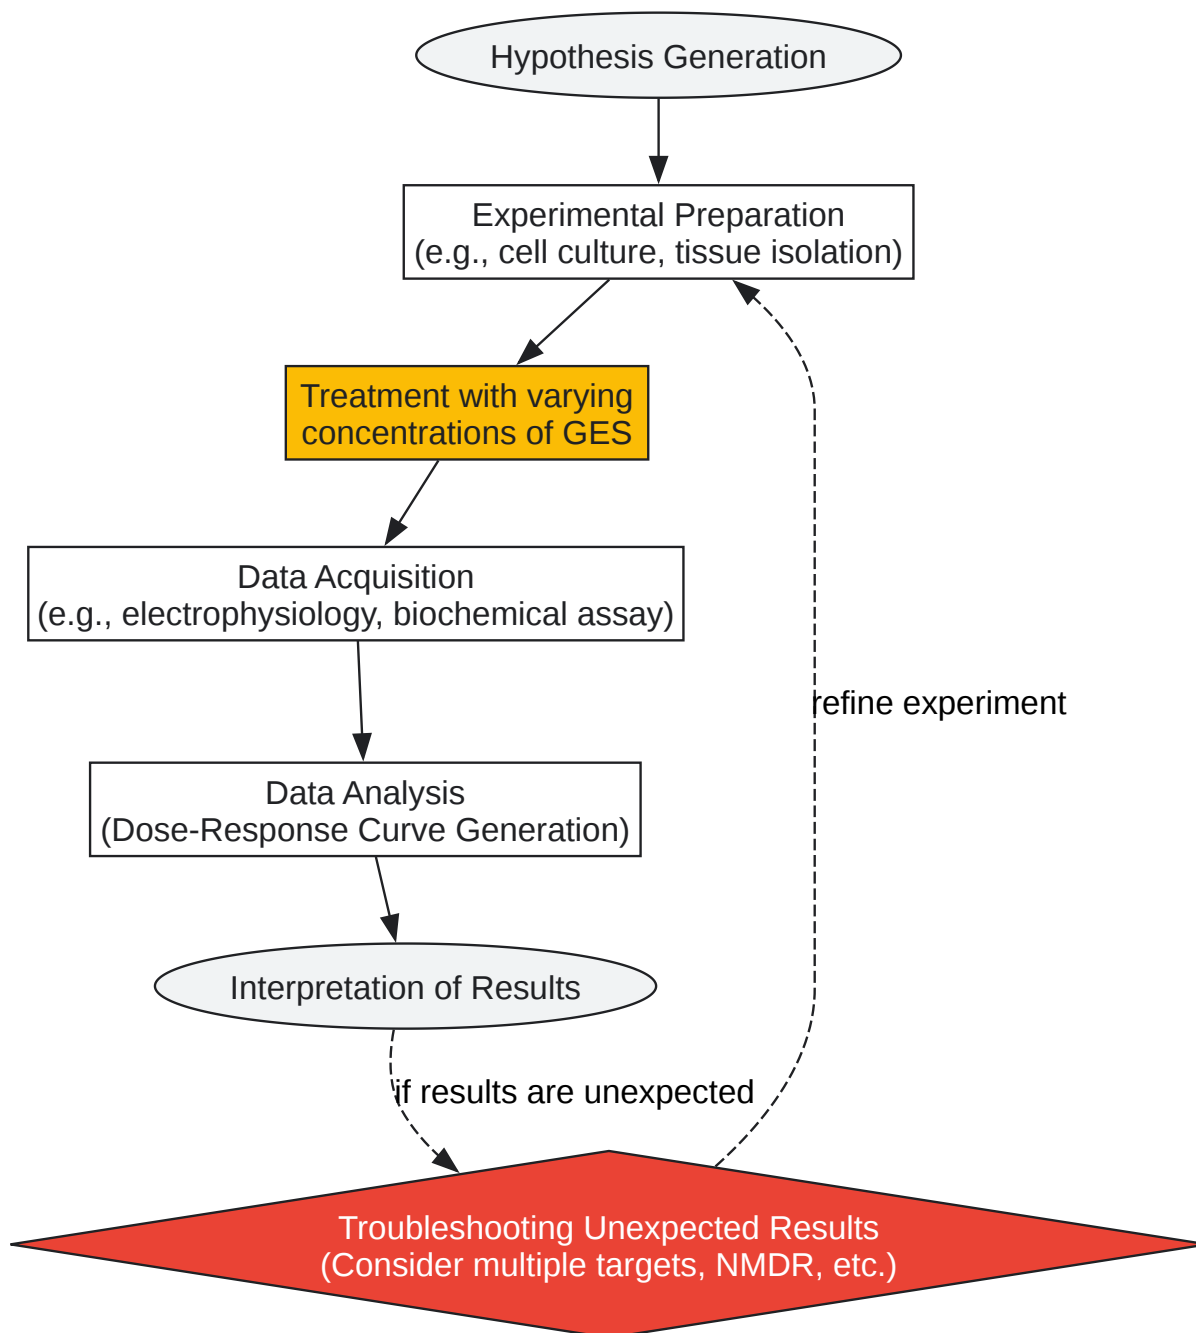 Hypothesis Generation
Experimental Preparation
(e.g., cell culture, tissue isolation)
Treatment with varying
concentrations of GES
Data Acquisition
(e.g., electrophysiology, biochemical assay)
refine experiment
Data Analysis
(Dose-Response Curve Generation)
Interpretation of Results
if results are unexpected
Troubleshooting Unexpected Results
(Consider multiple targets, NMDR, etc.)